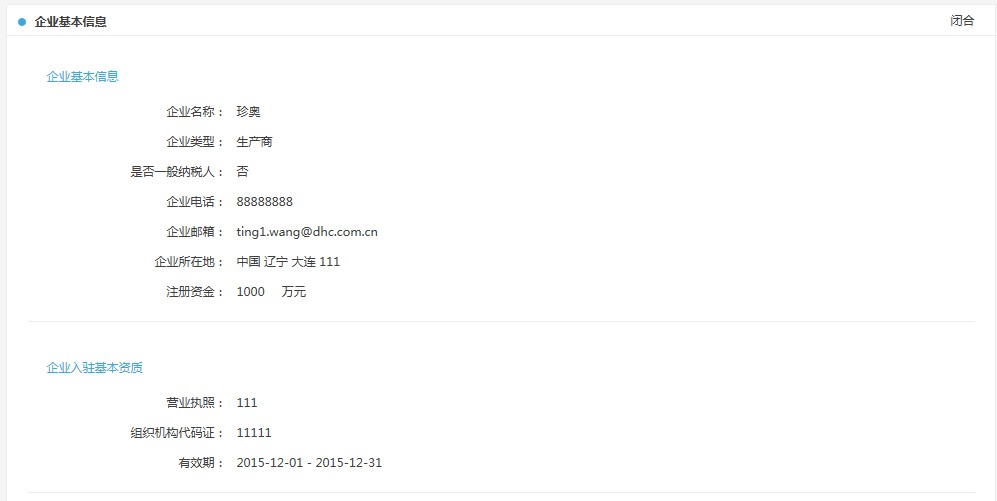 企业基本信息 闭合
企业基本信息
企业名称： 珍奥
企业类型： 生产商
是否一般纳税人： 否
企业电话： 88888888
企业邮箱： ting1.wang@dhc.com.cn
企业所在地： 中国 辽宁 大连 111
注册资金： 1000 万元
企业入驻基本资质
营业执照： 111
组织机构代码证： 11111
有效期： 2015-12-01 - 2015-12-31